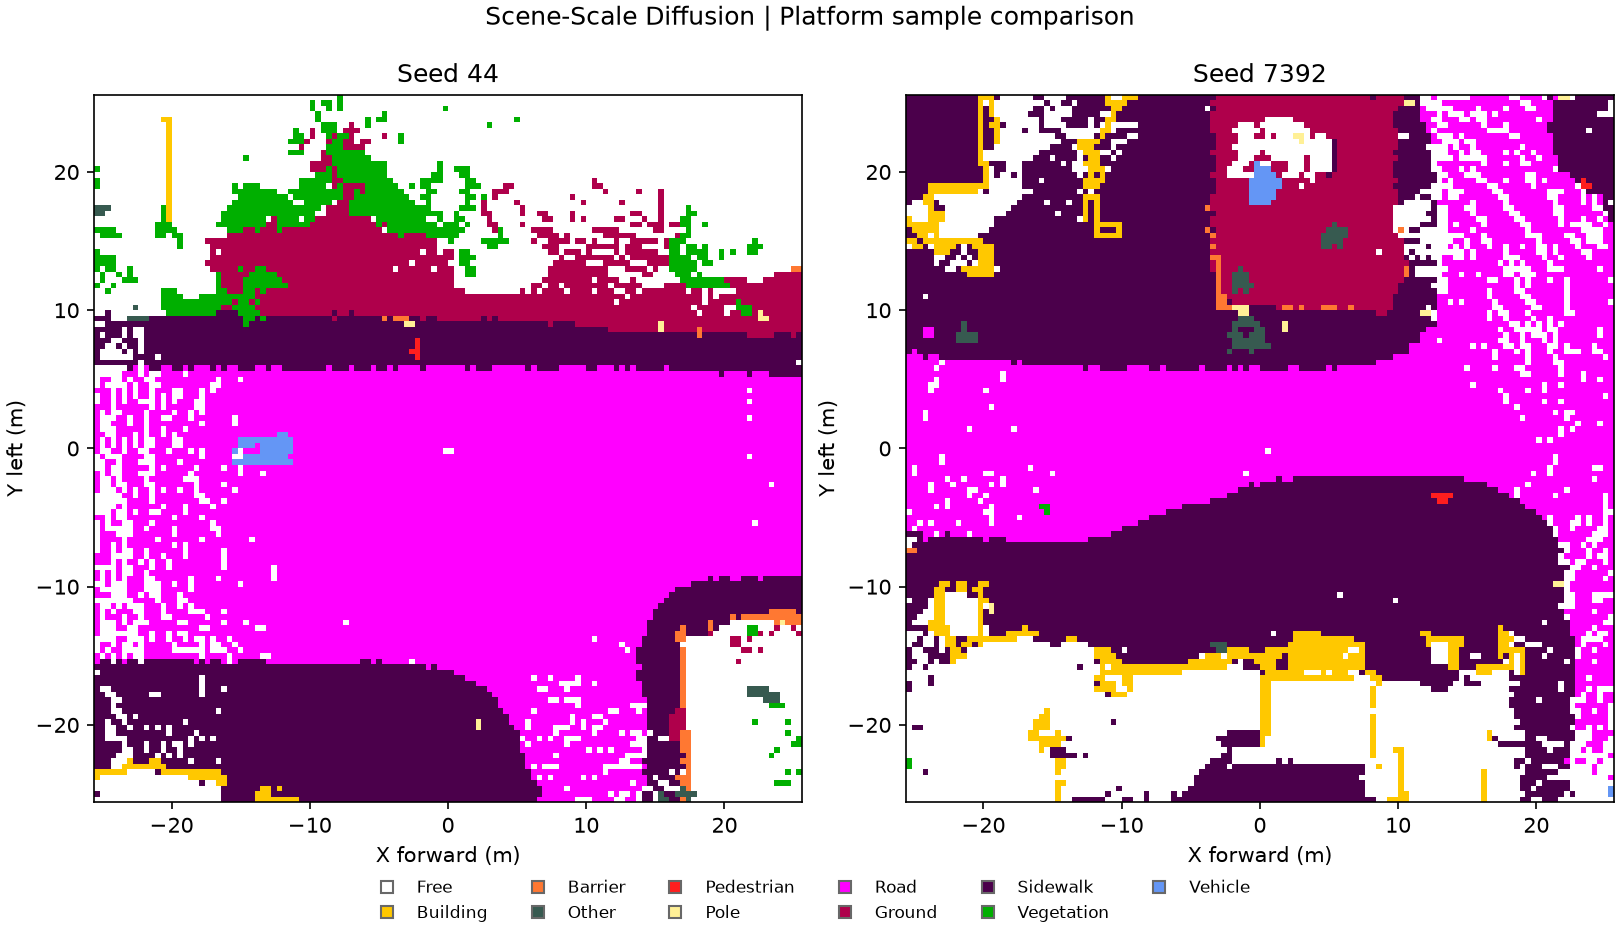 Scene-Scale Diffusion | Platform sample comparison
Seed 44
Seed 7392
20
10
0
−10
−20
Y left (m)
−20
−10
0
10
20
X forward (m)
20
10
0
−10
−20
Y left (m)
−20
−10
0
10
20
X forward (m)
Free
Barrier
Pedestrian
Road
Sidewalk
Vehicle
Building
Other
Pole
Ground
Vegetation